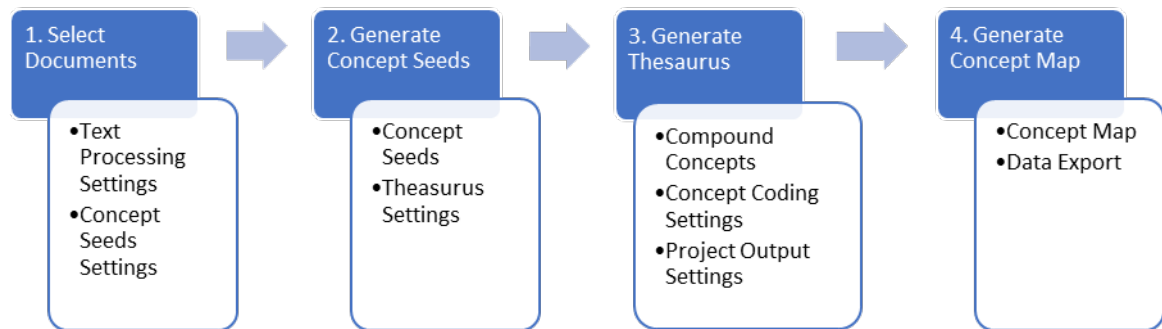 1. Select
Documents
•Text
Processing
Settings
•Concept
Seeds
Settings
2. Generate
Concept Seeds
•Concept
Seeds
•Theasurus
Settings
3. Generate
Thesaurus
•Compound
Concepts
•Concept Coding
Settings
•Project Output
Settings
4. Generate
Concept Map
•Concept Map
•Data Export